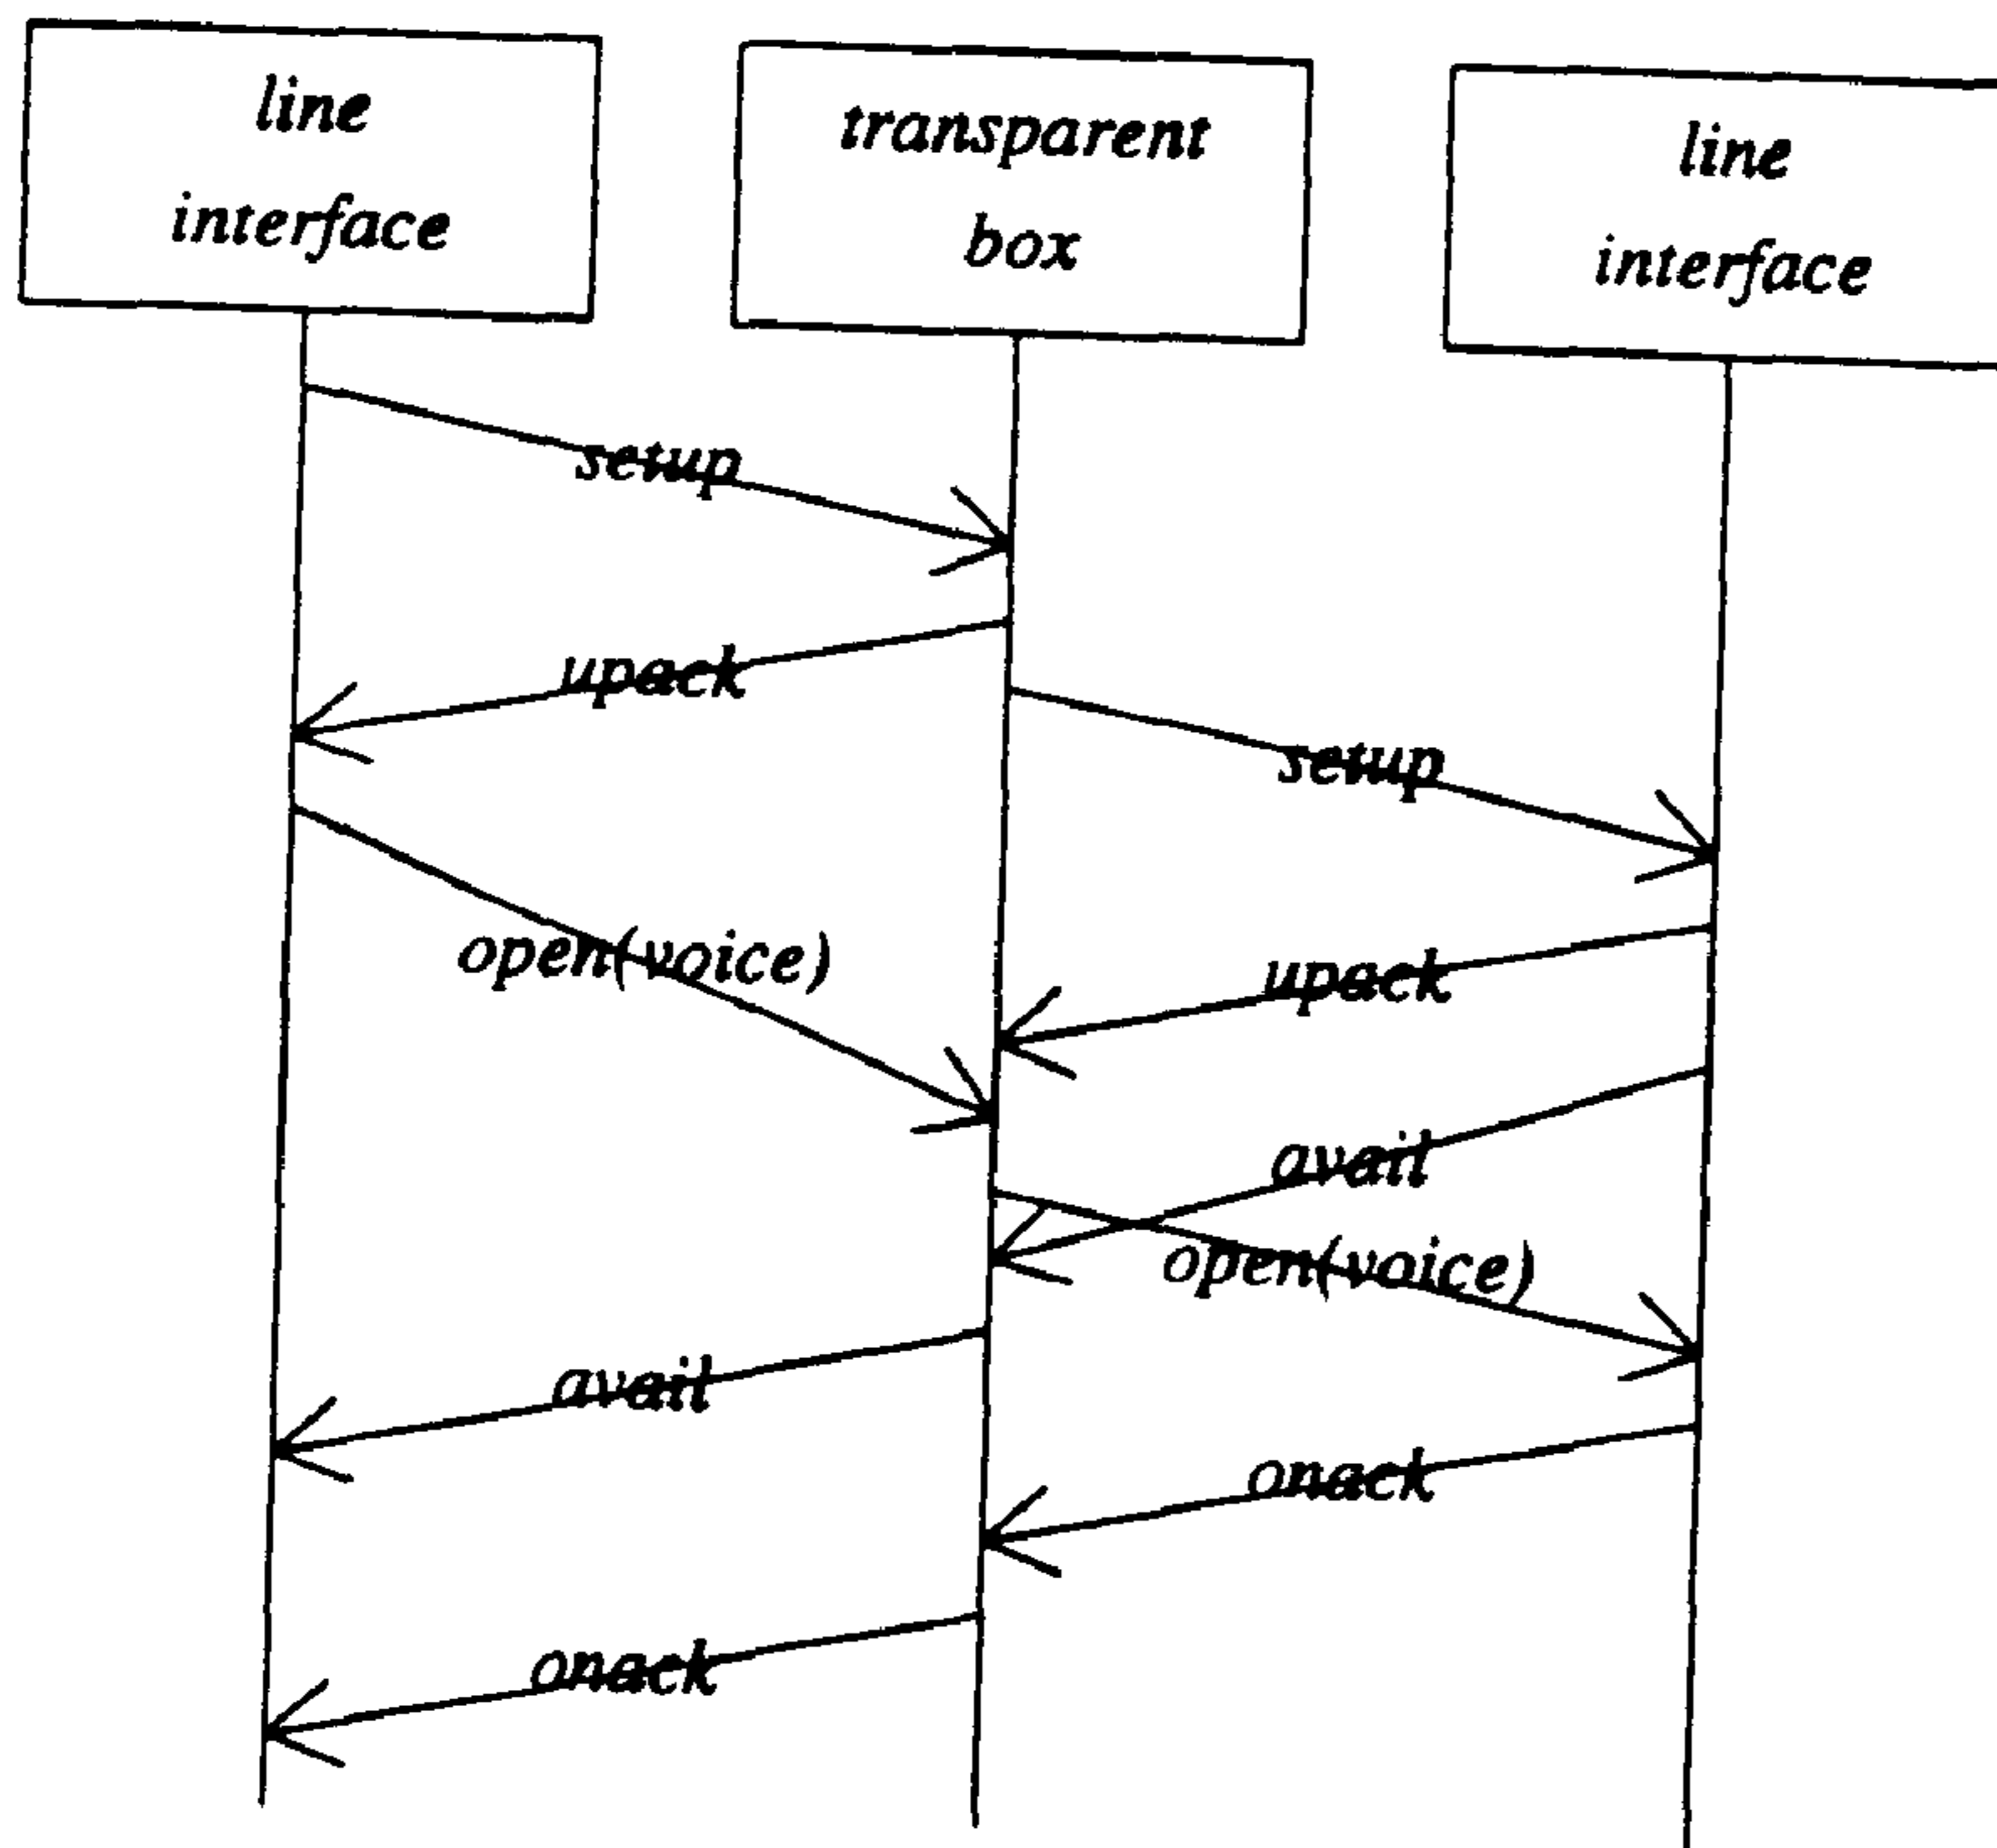 line
interface
transparent
box
line
interface
setup
upack
setup
open(voice)
upack
avail
open(voice)
avail
onack
onack